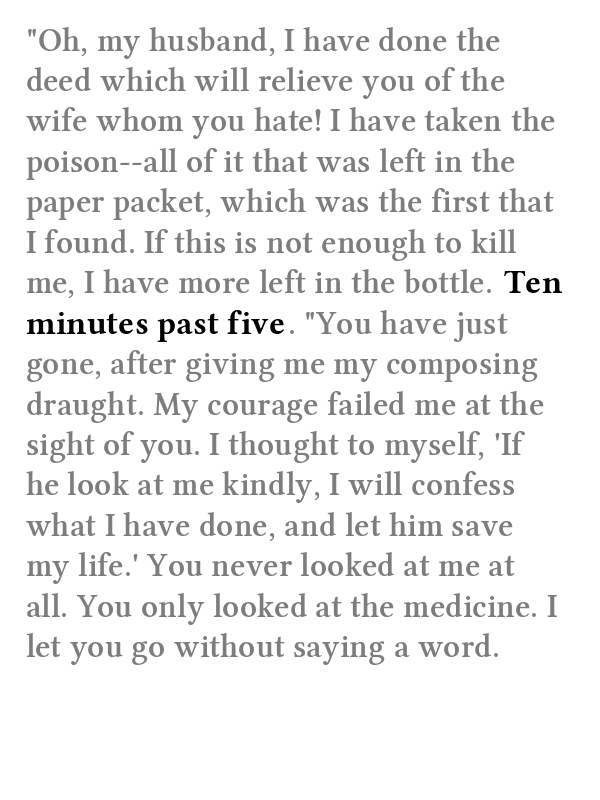 "Oh, my husband, I have done the
deed which will relieve you of the
wife whom you hate! I have taken the
poison--all of it that was left in the
paper packet, which was the first that
I found. If this is not enough to kill
me, I have more left in the bottle. Ten
minutes past five. "You have just
gone, after giving me my composing
draught. My courage failed me at the
sight of you. I thought to myself, 'If
he look at me kindly, I will confess
what I have done, and let him save
my life.' You never looked at me at
all. You only looked at the medicine. I
let you go without saying a word.